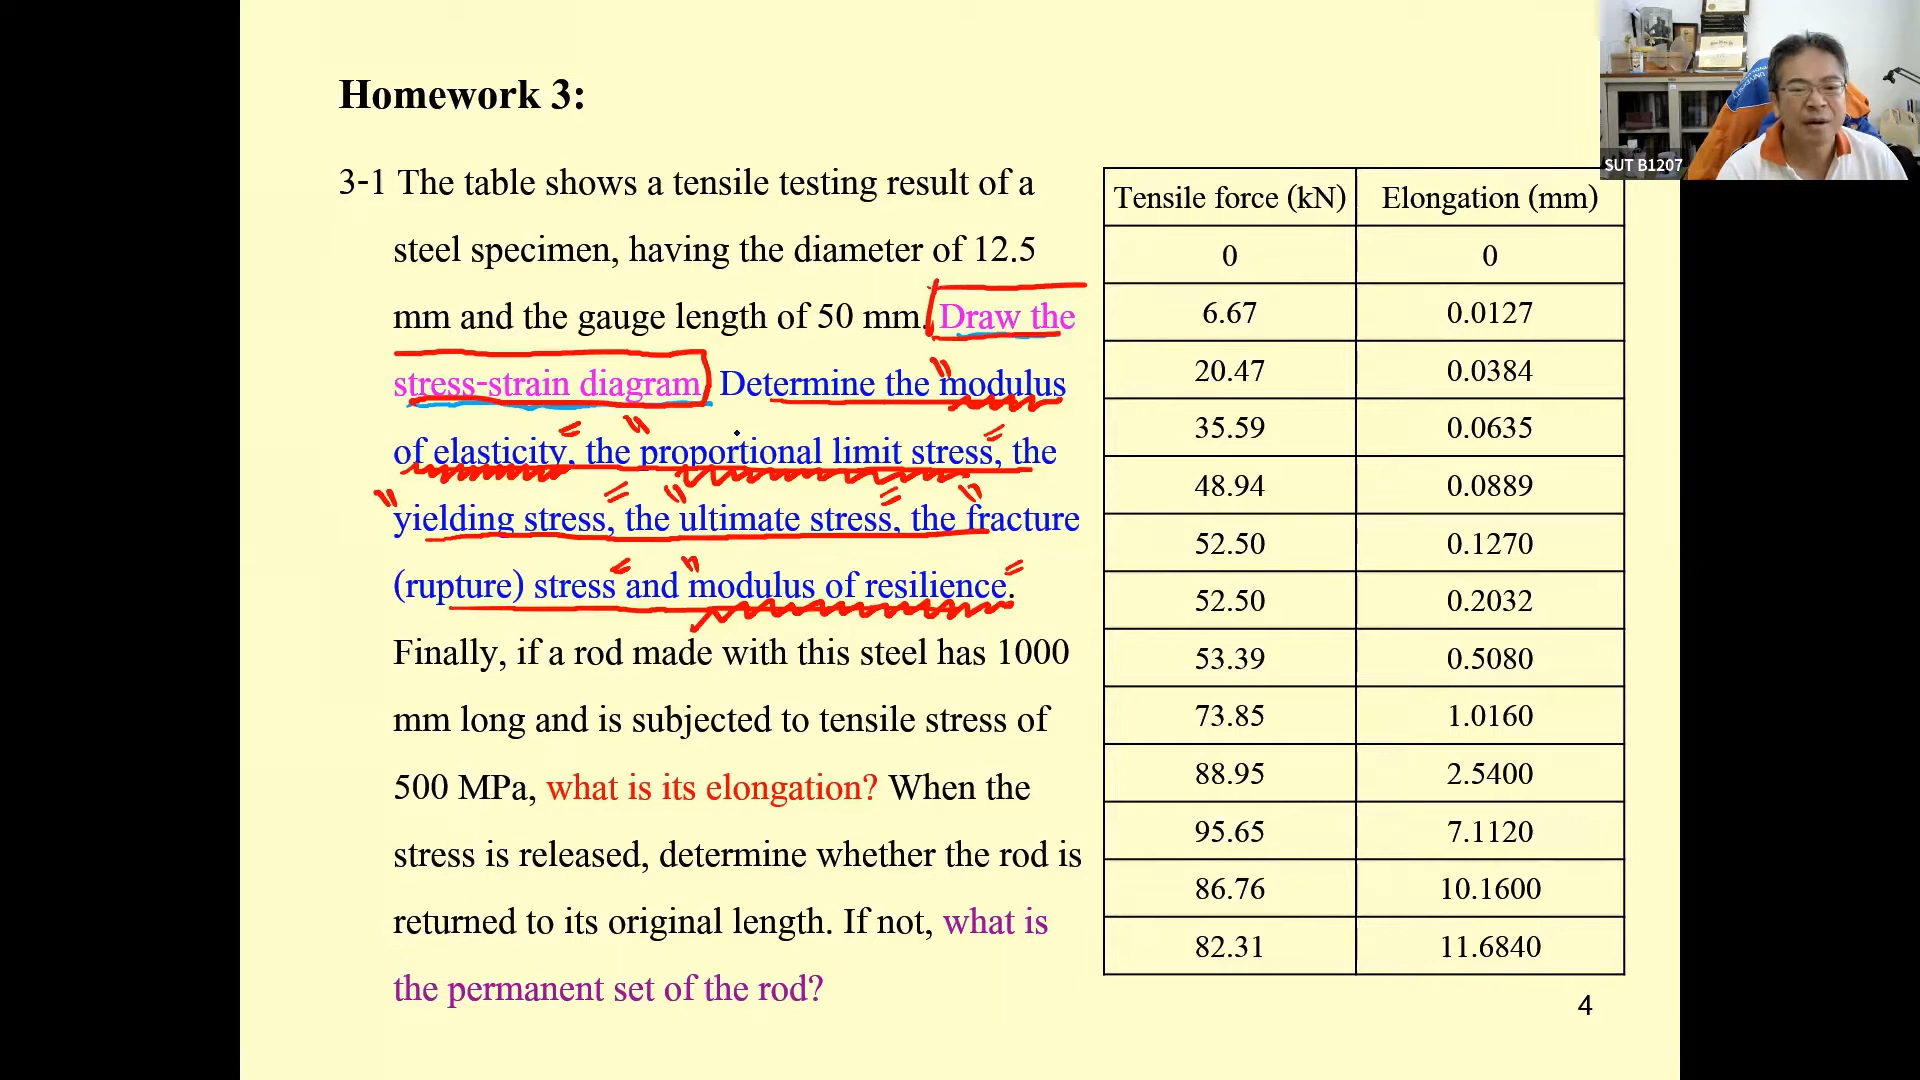 Homework 3:
3-1 The table shows a tensile testing result of a
steel specimen, having the diameter of 12.5
mm and the gauge length of 50 mm. Draw the
stress-strain diagram. Determine the modulus
of elasticity, the proportional limit stress, the
yielding stress, the ultimate stress, the fracture
(rupture) stress and modulus of resilience.
Finally, if a rod made with this steel has 1000
mm long and is subjected to tensile stress of
500 MPa, what is its elongation? When the
stress is released, determine whether the rod is
returned to its original length. If not, what is
the permanent set of the rod?
Tensile force (kN) Elongation (mm)
0 0
6.67 0.0127
20.47 0.0384
35.59 0.0635
48.94 0.0889
52.50 0.1270
52.50 0.2032
53.39 0.5080
73.85 1.0160
88.95 2.5400
95.65 7.1120
86.76 10.1600
82.31 11.6840
4
SUT B1207